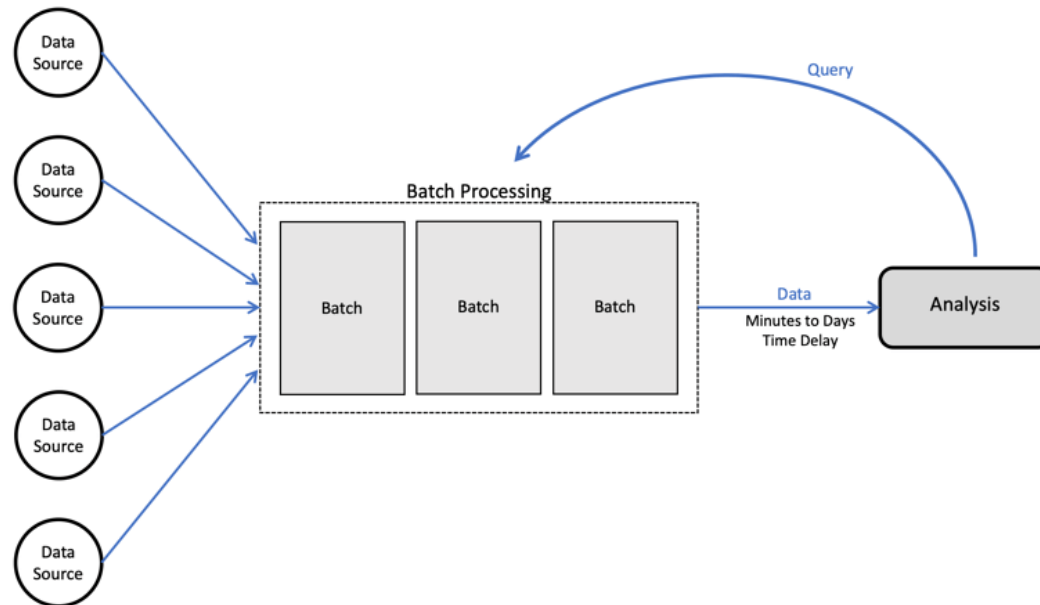 Data
Source
Data
Source
Data
Source
Data
Source
Data
Source
Query
Batch Processing
Batch
Batch
Batch
Data
Minutes to Days
Time Delay
Analysis